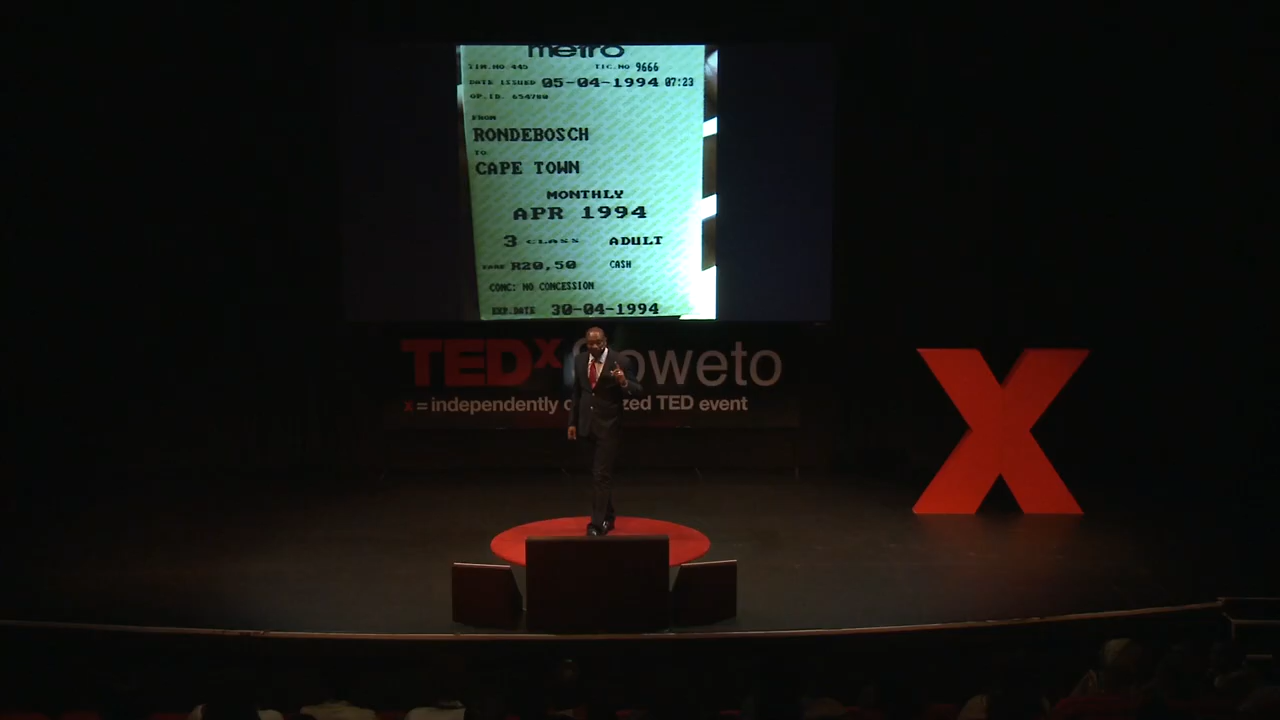 metro
TIM.NO 445 TIC.NO 9666
DATE ISSUED 05-04-1994 07:23
OP.ID. 654780
FROM
RONDEBOSCH
TO
CAPE TOWN
MONTHLY
APR 1994
3 CLASS ADULT
FARE R20,50 CASH
CONC: NO CONCESSION
EXP.DATE 30-04-1994
TEDx Soweto
x = independently organized TED event
X